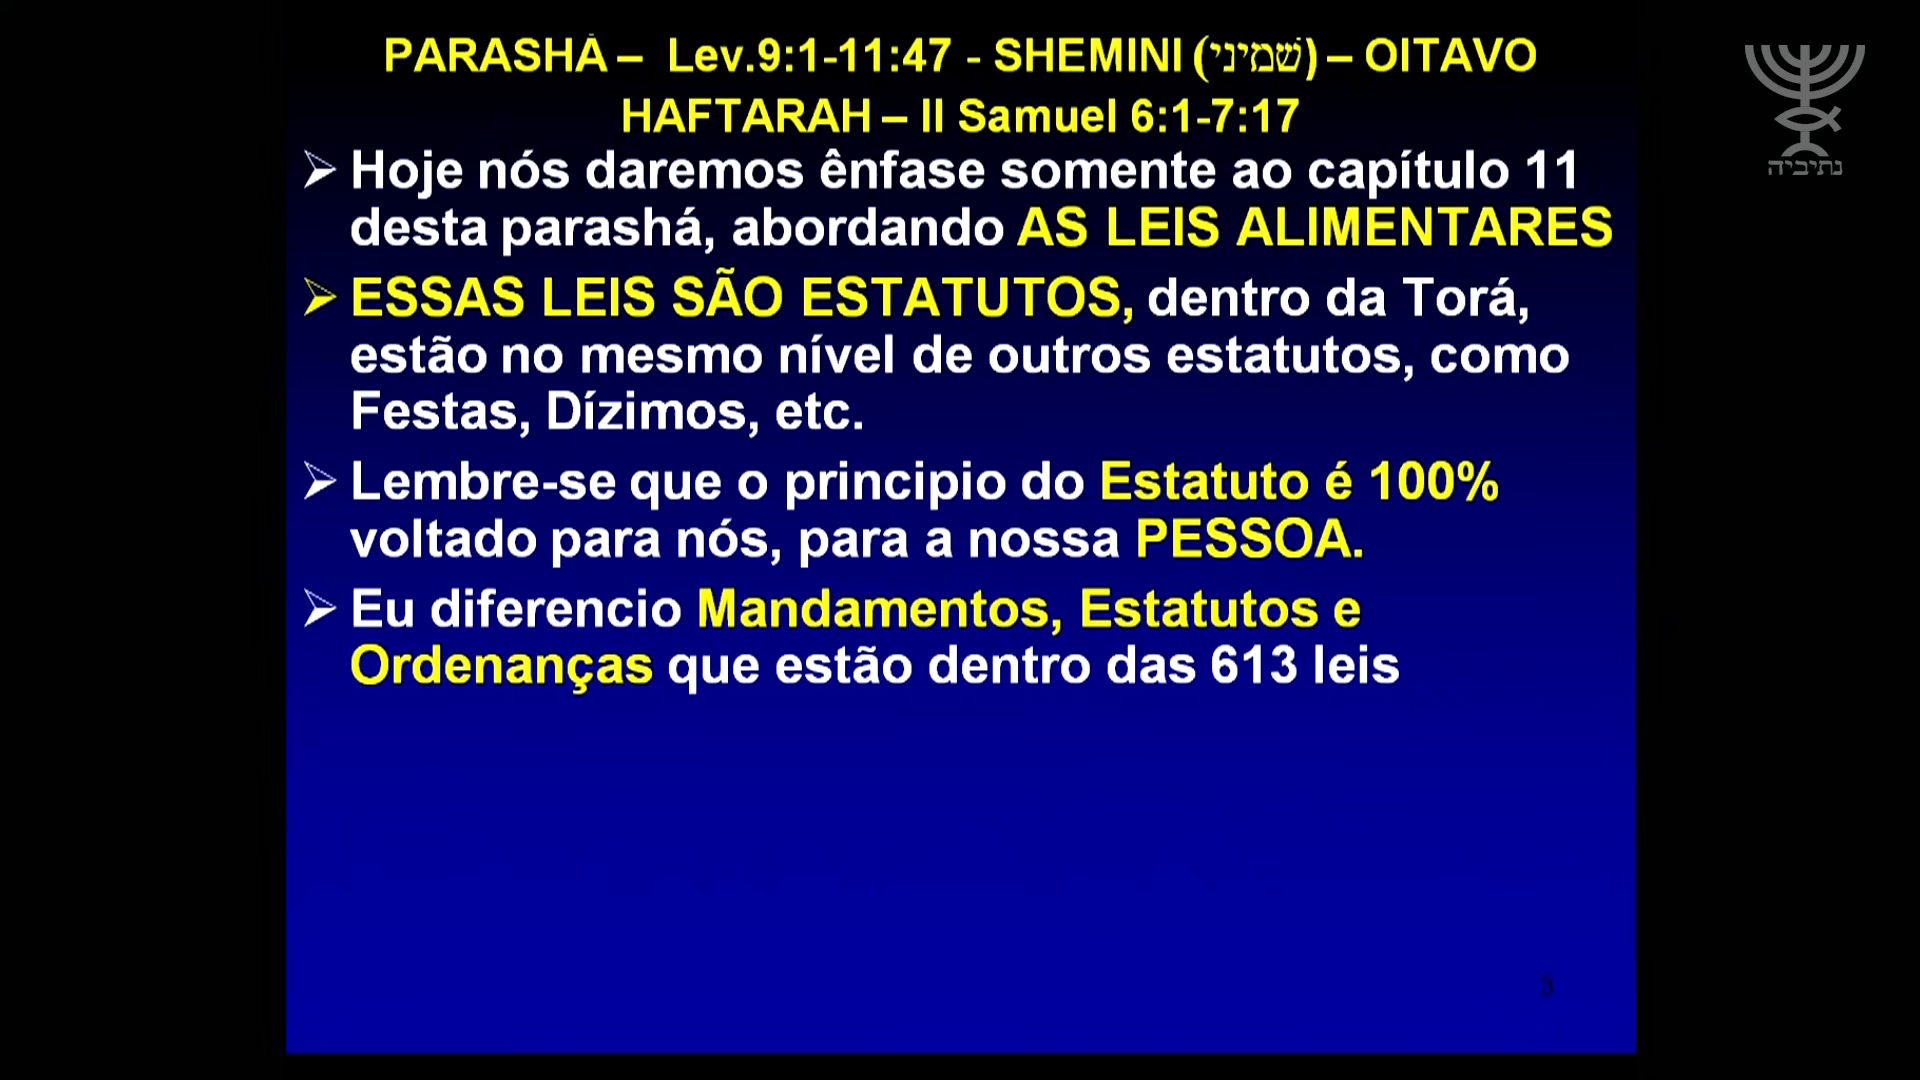 PARASHÁ – Lev.9:1-11:47 - SHEMINI (שׁמיני) – OITAVO
HAFTARAH – II Samuel 6:1-7:17
Hoje nós daremos ênfase somente ao capítulo 11
desta parashá, abordando AS LEIS ALIMENTARES
ESSAS LEIS SÃO ESTATUTOS, dentro da Torá,
estão no mesmo nível de outros estatutos, como
Festas, Dízimos, etc.
Lembre-se que o principio do Estatuto é 100%
voltado para nós, para a nossa PESSOA.
Eu diferencio Mandamentos, Estatutos e
Ordenanças que estão dentro das 613 leis
3
נתיביה